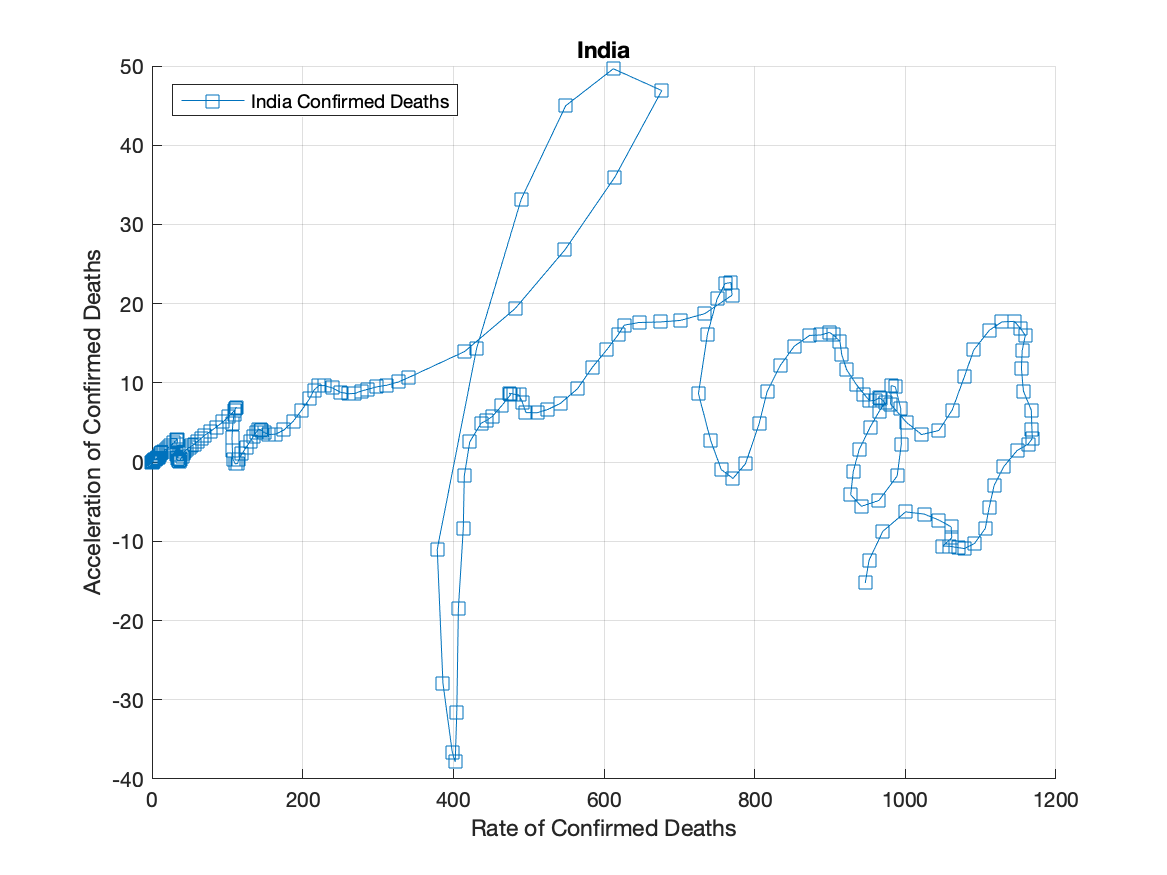 India
India Confirmed Deaths
Acceleration of Confirmed Deaths
50
40
30
20
10
0
-10
-20
-30
-40
0 200 400 600 800 1000 1200
Rate of Confirmed Deaths